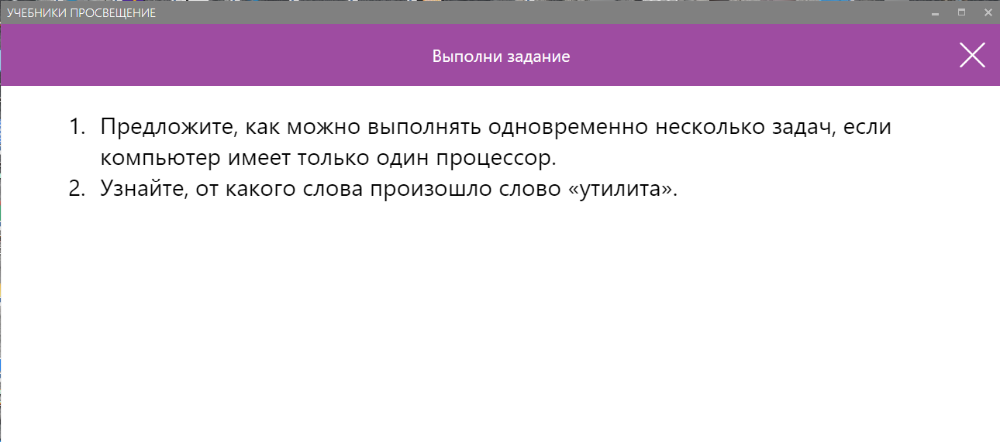 УЧЕБНИКИ ПРОСВЕЩЕНИЕ
Выполни задание
1. Предложите, как можно выполнять одновременно несколько задач, если
компьютер имеет только один процессор.
2. Узнайте, от какого слова произошло слово «утилита».